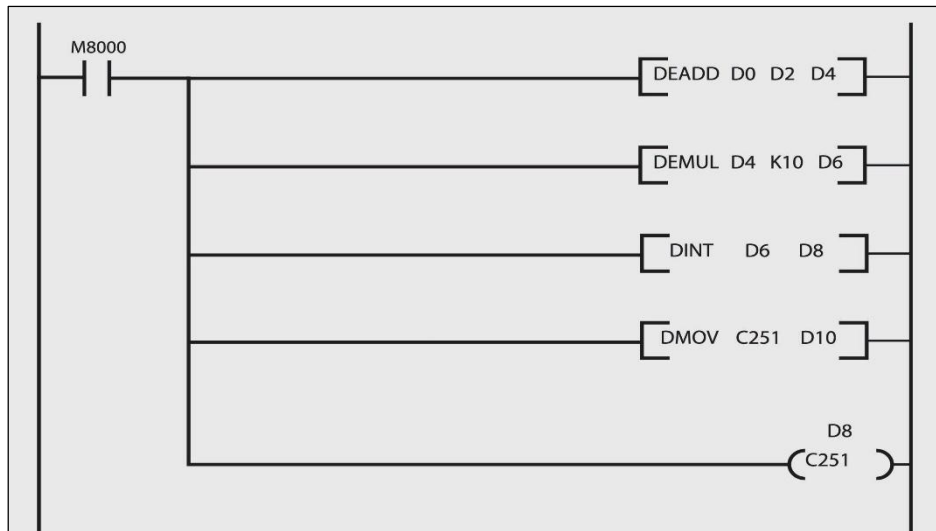 M8000
DEADD D0 D2 D4
DEMUL D4 K10 D6
DINT D6 D8
DMOV C251 D10
D8
C251